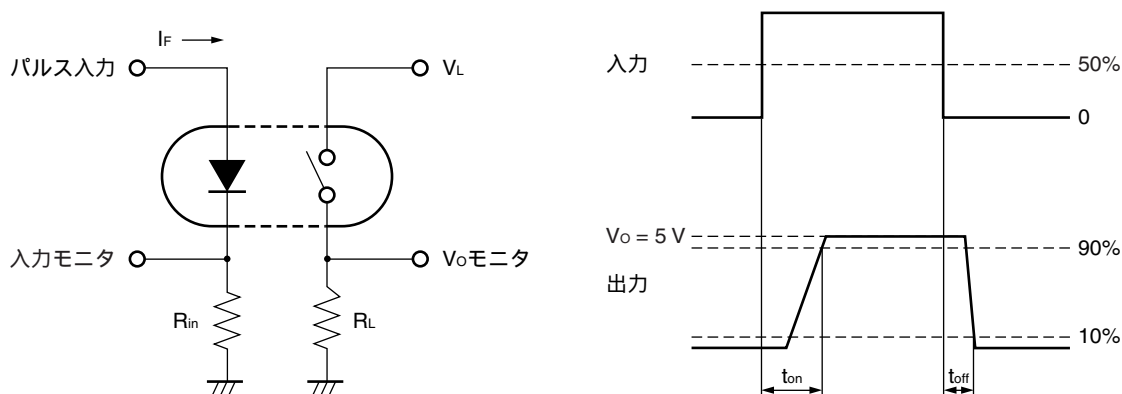 IF
パルス入力
VL
入力モニタ
VOモニタ
Rin
RL
入力
50%
0
VO = 5 V
90%
出力
10%
ton
toff